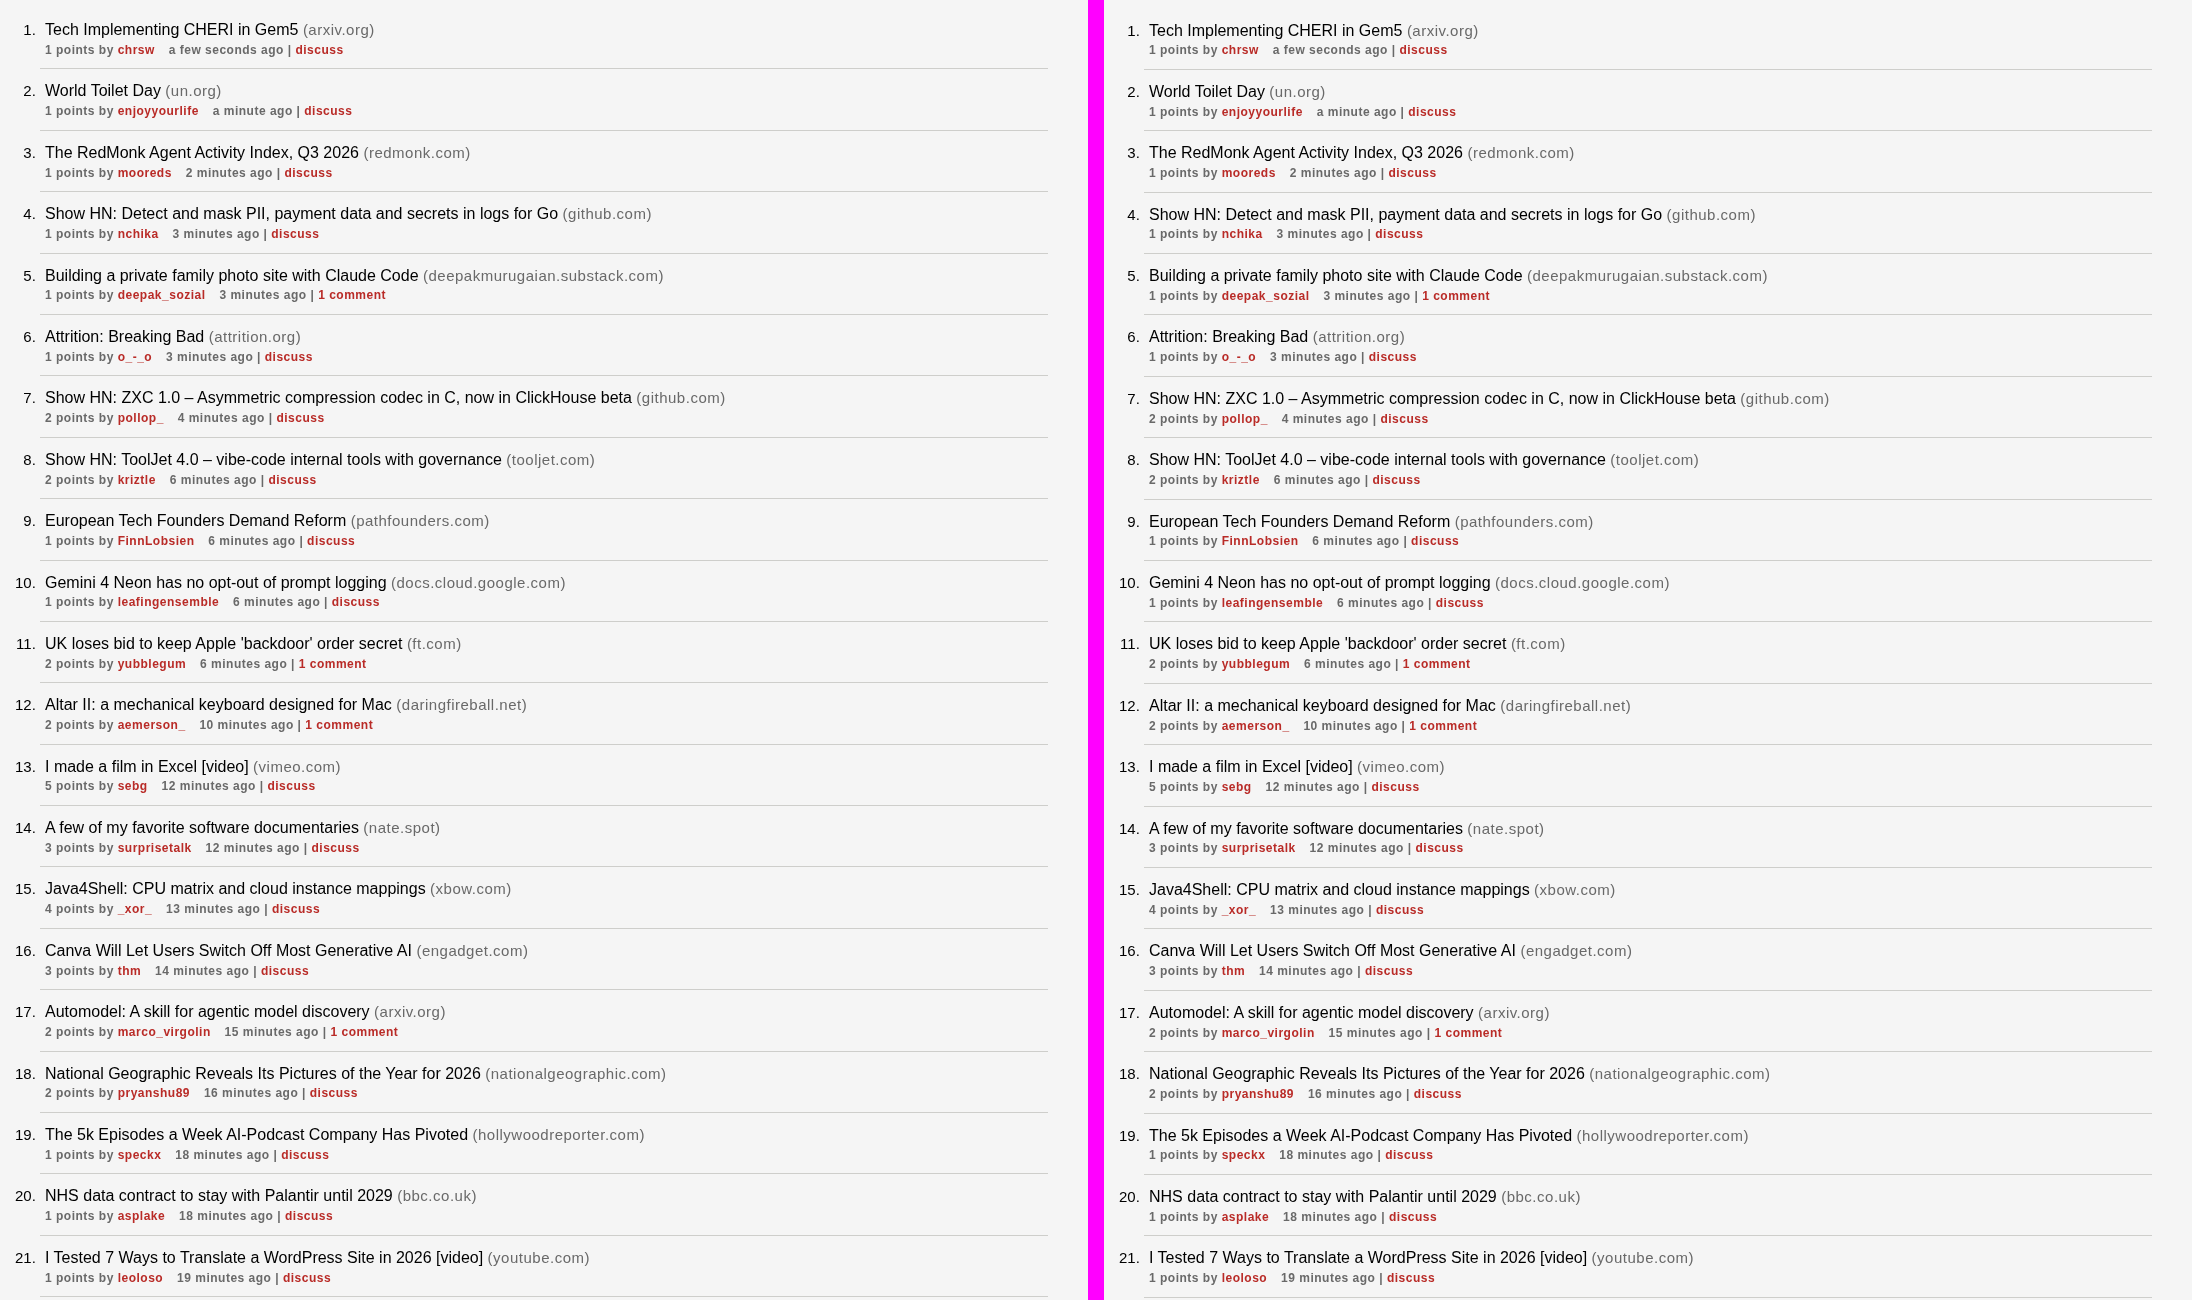 1. Tech Implementing CHERI in Gem5 (arxiv.org)
1 points by chrsw a few seconds ago | discuss
2. World Toilet Day (un.org)
1 points by enjoyyourlife a minute ago | discuss
3. The RedMonk Agent Activity Index, Q3 2026 (redmonk.com)
1 points by mooreds 2 minutes ago | discuss
4. Show HN: Detect and mask PII, payment data and secrets in logs for Go (github.com)
1 points by nchika 3 minutes ago | discuss
5. Building a private family photo site with Claude Code (deepakmurugaian.substack.com)
1 points by deepak_sozial 3 minutes ago | 1 comment
6. Attrition: Breaking Bad (attrition.org)
1 points by o_-_o 3 minutes ago | discuss
7. Show HN: ZXC 1.0 – Asymmetric compression codec in C, now in ClickHouse beta (github.com)
2 points by pollop_ 4 minutes ago | discuss
8. Show HN: ToolJet 4.0 – vibe-code internal tools with governance (tooljet.com)
2 points by kriztle 6 minutes ago | discuss
9. European Tech Founders Demand Reform (pathfounders.com)
1 points by FinnLobsien 6 minutes ago | discuss
10. Gemini 4 Neon has no opt-out of prompt logging (docs.cloud.google.com)
1 points by leafingensemble 6 minutes ago | discuss
11. UK loses bid to keep Apple 'backdoor' order secret (ft.com)
2 points by yubblegum 6 minutes ago | 1 comment
12. Altar II: a mechanical keyboard designed for Mac (daringfireball.net)
2 points by aemerson_ 10 minutes ago | 1 comment
13. I made a film in Excel [video] (vimeo.com)
5 points by sebg 12 minutes ago | discuss
14. A few of my favorite software documentaries (nate.spot)
3 points by surprisetalk 12 minutes ago | discuss
15. Java4Shell: CPU matrix and cloud instance mappings (xbow.com)
4 points by _xor_ 13 minutes ago | discuss
16. Canva Will Let Users Switch Off Most Generative AI (engadget.com)
3 points by thm 14 minutes ago | discuss
17. Automodel: A skill for agentic model discovery (arxiv.org)
2 points by marco_virgolin 15 minutes ago | 1 comment
18. National Geographic Reveals Its Pictures of the Year for 2026 (nationalgeographic.com)
2 points by pryanshu89 16 minutes ago | discuss
19. The 5k Episodes a Week AI-Podcast Company Has Pivoted (hollywoodreporter.com)
1 points by speckx 18 minutes ago | discuss
20. NHS data contract to stay with Palantir until 2029 (bbc.co.uk)
1 points by asplake 18 minutes ago | discuss
21. I Tested 7 Ways to Translate a WordPress Site in 2026 [video] (youtube.com)
1 points by leoloso 19 minutes ago | discuss
1. Tech Implementing CHERI in Gem5 (arxiv.org)
1 points by chrsw a few seconds ago | discuss
2. World Toilet Day (un.org)
1 points by enjoyyourlife a minute ago | discuss
3. The RedMonk Agent Activity Index, Q3 2026 (redmonk.com)
1 points by mooreds 2 minutes ago | discuss
4. Show HN: Detect and mask PII, payment data and secrets in logs for Go (github.com)
1 points by nchika 3 minutes ago | discuss
5. Building a private family photo site with Claude Code (deepakmurugaian.substack.com)
1 points by deepak_sozial 3 minutes ago | 1 comment
6. Attrition: Breaking Bad (attrition.org)
1 points by o_-_o 3 minutes ago | discuss
7. Show HN: ZXC 1.0 – Asymmetric compression codec in C, now in ClickHouse beta (github.com)
2 points by pollop_ 4 minutes ago | discuss
8. Show HN: ToolJet 4.0 – vibe-code internal tools with governance (tooljet.com)
2 points by kriztle 6 minutes ago | discuss
9. European Tech Founders Demand Reform (pathfounders.com)
1 points by FinnLobsien 6 minutes ago | discuss
10. Gemini 4 Neon has no opt-out of prompt logging (docs.cloud.google.com)
1 points by leafingensemble 6 minutes ago | discuss
11. UK loses bid to keep Apple 'backdoor' order secret (ft.com)
2 points by yubblegum 6 minutes ago | 1 comment
12. Altar II: a mechanical keyboard designed for Mac (daringfireball.net)
2 points by aemerson_ 10 minutes ago | 1 comment
13. I made a film in Excel [video] (vimeo.com)
5 points by sebg 12 minutes ago | discuss
14. A few of my favorite software documentaries (nate.spot)
3 points by surprisetalk 12 minutes ago | discuss
15. Java4Shell: CPU matrix and cloud instance mappings (xbow.com)
4 points by _xor_ 13 minutes ago | discuss
16. Canva Will Let Users Switch Off Most Generative AI (engadget.com)
3 points by thm 14 minutes ago | discuss
17. Automodel: A skill for agentic model discovery (arxiv.org)
2 points by marco_virgolin 15 minutes ago | 1 comment
18. National Geographic Reveals Its Pictures of the Year for 2026 (nationalgeographic.com)
2 points by pryanshu89 16 minutes ago | discuss
19. The 5k Episodes a Week AI-Podcast Company Has Pivoted (hollywoodreporter.com)
1 points by speckx 18 minutes ago | discuss
20. NHS data contract to stay with Palantir until 2029 (bbc.co.uk)
1 points by asplake 18 minutes ago | discuss
21. I Tested 7 Ways to Translate a WordPress Site in 2026 [video] (youtube.com)
1 points by leoloso 19 minutes ago | discuss